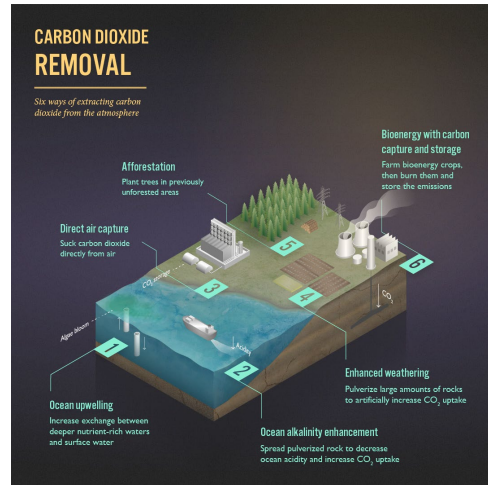 CARBON DIOXIDE
REMOVAL
Six ways of extracting carbon
dioxide from the atmosphere
Bioenergy with carbon
capture and storage
Farm bioenergy crops,
then burn them and
store the emissions
Afforestation
Plant trees in previously
unforested areas
Direct air capture
Suck carbon dioxide
directly from air
CO₂ storage
5
6
3
4
CO₂
Algae bloom
1
2
Enhanced weathering
Pulverize large amounts of rocks
to artificially increase CO₂ uptake
Ocean upwelling
Increase exchange between
deeper nutrient-rich waters
and surface water
Ocean alkalinity enhancement
Spread pulverized rock to decrease
ocean acidity and increase CO₂ uptake